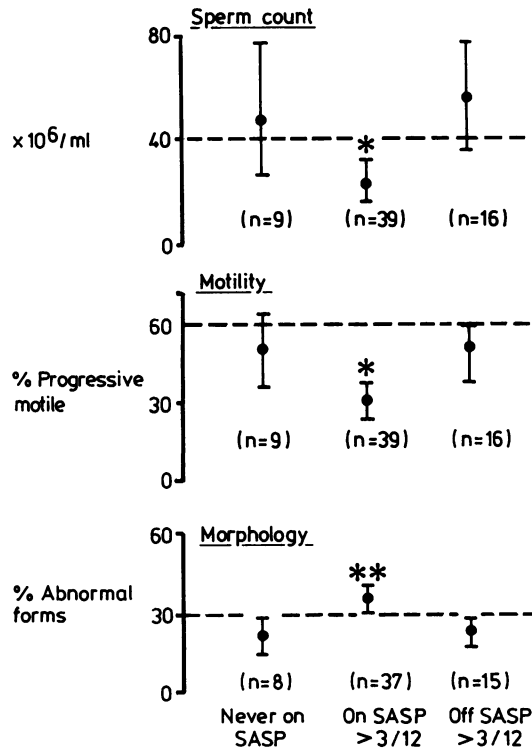 Sperm count
80
×10⁶/ml
40
*
(n=9) (n=39) (n=16)
0
Motility
60
% Progressive
motile
*
30
(n=9) (n=39) (n=16)
0
60
Morphology
**
% Abnormal
forms
30
(n=8) (n=37) (n=15)
0
Never on On SASP Off SASP
SASP >3/12 >3/12